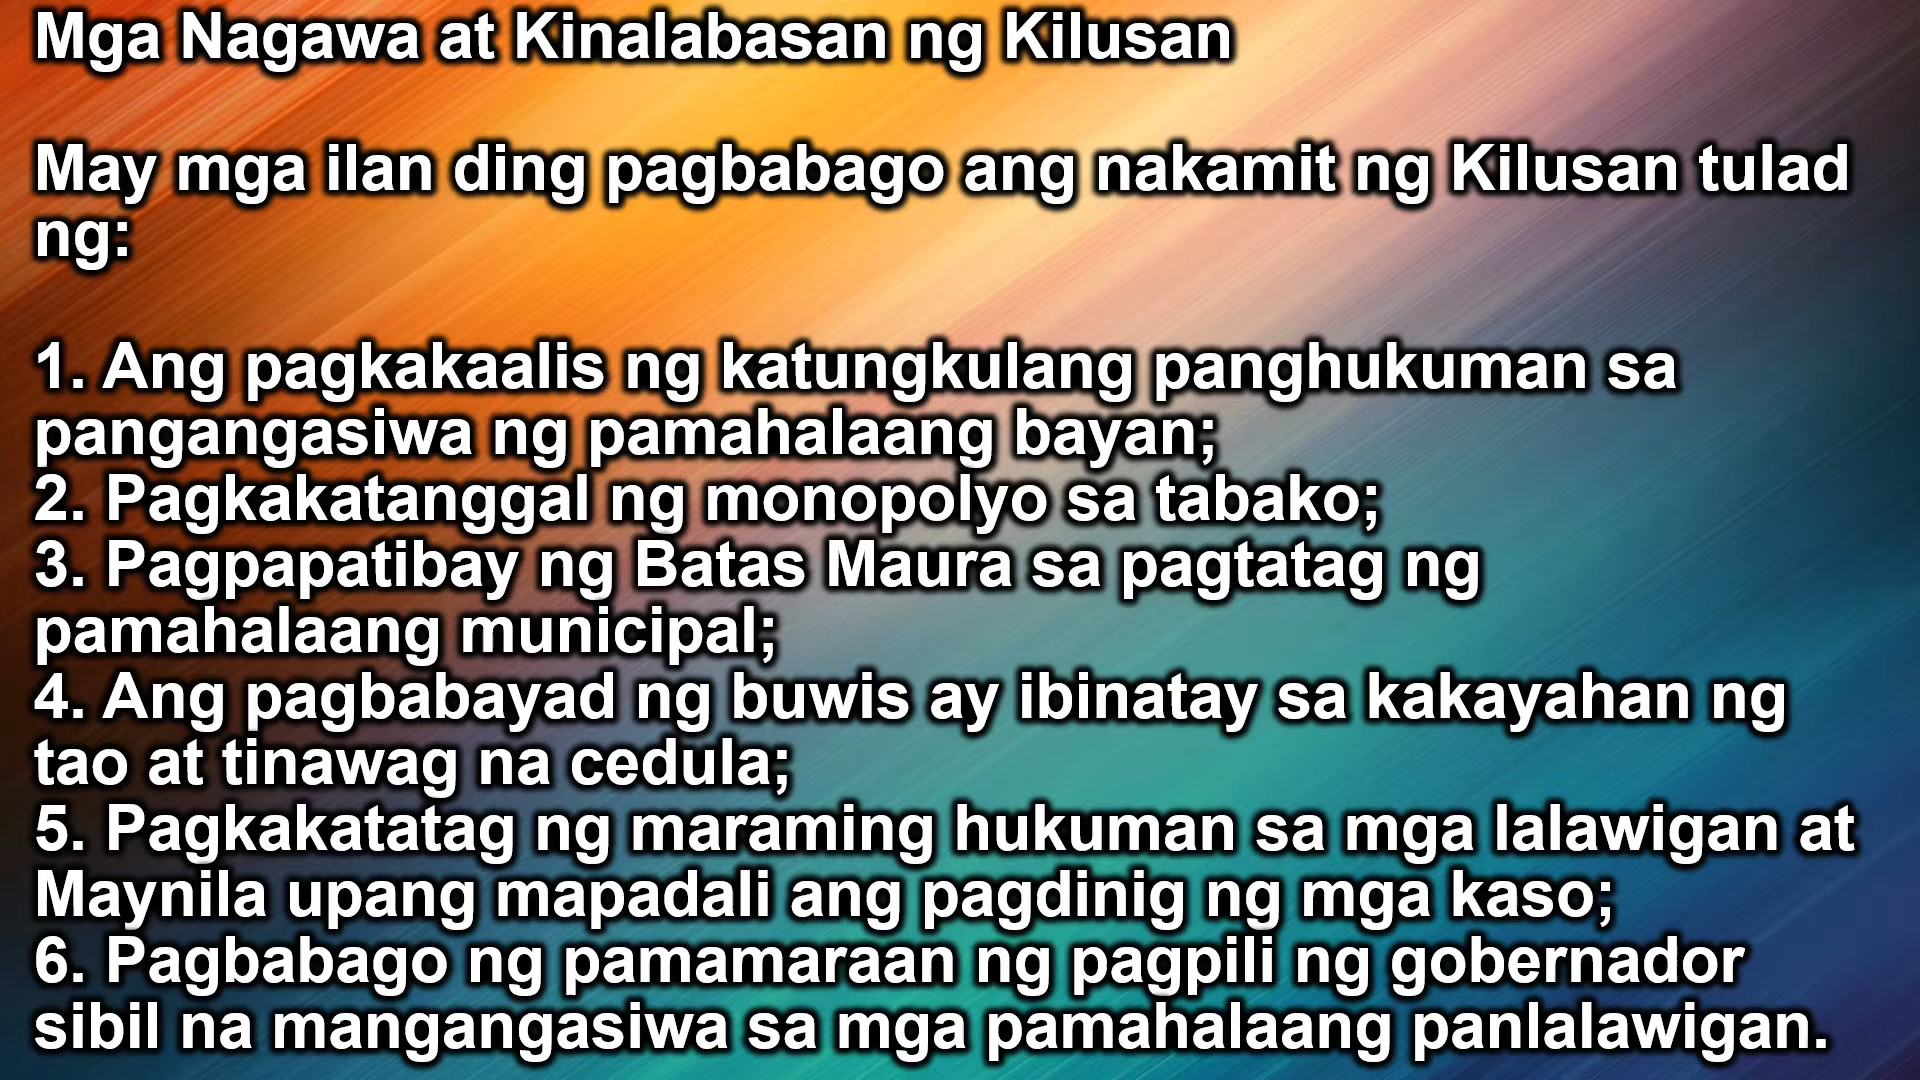 Mga Nagawa at Kinalabasan ng Kilusan
May mga ilan ding pagbabago ang nakamit ng Kilusan tulad
ng:
1. Ang pagkakaalis ng katungkulang panghukuman sa
pangangasiwa ng pamahalaang bayan;
2. Pagkakatanggal ng monopolyo sa tabako;
3. Pagpapatibay ng Batas Maura sa pagtatag ng
pamahalaang municipal;
4. Ang pagbabayad ng buwis ay ibinatay sa kakayahan ng
tao at tinawag na cedula;
5. Pagkakatatag ng maraming hukuman sa mga lalawigan at
Maynila upang mapadali ang pagdinig ng mga kaso;
6. Pagbabago ng pamamaraan ng pagpili ng gobernador
sibil na mangangasiwa sa mga pamahalaang panlalawigan.